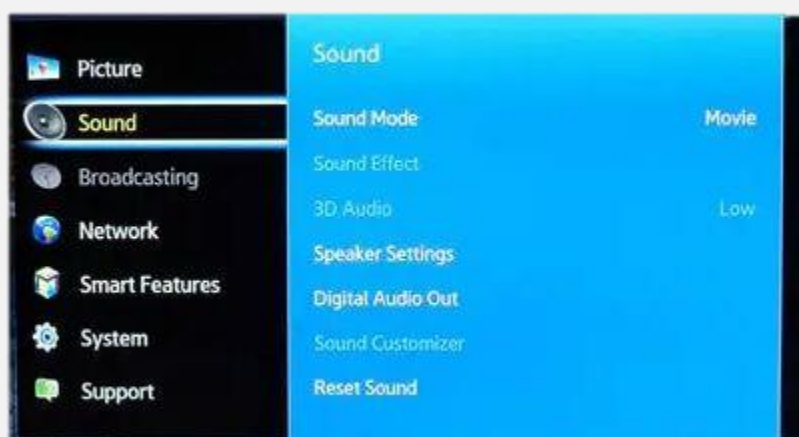 Picture
Sound
Broadcasting
Network
Smart Features
System
Support
Sound
Sound Mode Movie
Sound Effect
3D Audio Low
Speaker Settings
Digital Audio Out
Sound Customizer
Reset Sound